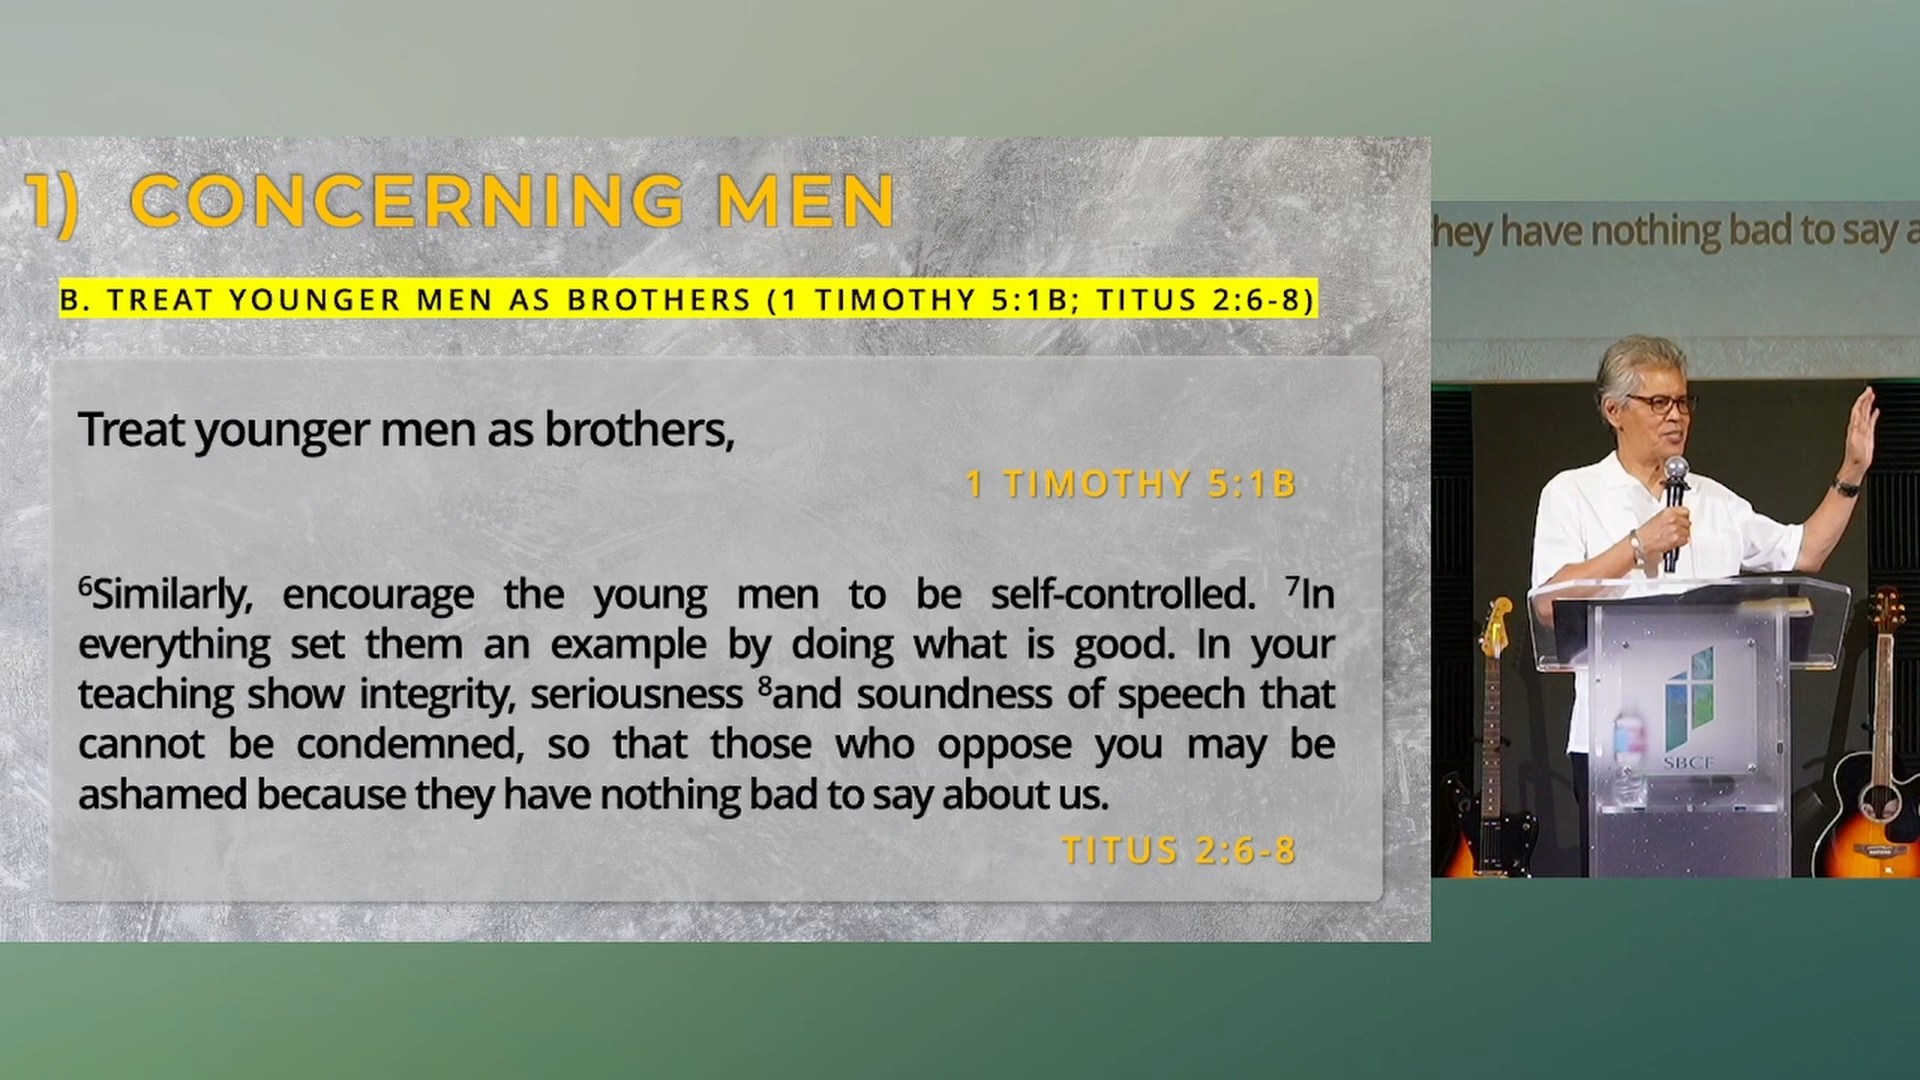 1) CONCERNING MEN
B. TREAT YOUNGER MEN AS BROTHERS (1 TIMOTHY 5:1B; TITUS 2:6-8)
Treat younger men as brothers,
1 TIMOTHY 5:1B
⁶Similarly, encourage the young men to be self-controlled. ⁷In
everything set them an example by doing what is good. In your
teaching show integrity, seriousness ⁸and soundness of speech that
cannot be condemned, so that those who oppose you may be
ashamed because they have nothing bad to say about us.
TITUS 2:6-8
hey have nothing bad to say a
SBCF